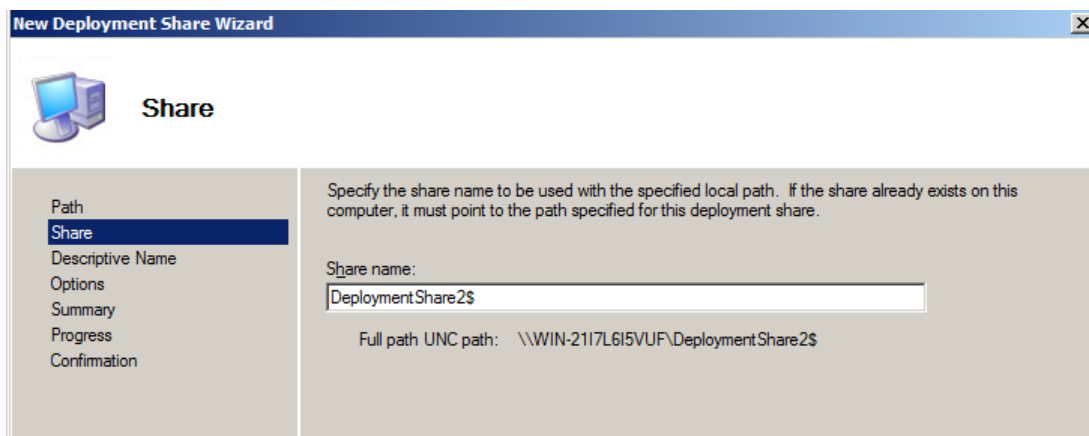 New Deployment Share Wizard
Share
Path
Share
Descriptive Name
Options
Summary
Progress
Confirmation
Specify the share name to be used with the specified local path. If the share already exists on this
computer, it must point to the path specified for this deployment share.
Share name:
DeploymentShare2$
Full path UNC path: \\WIN-21I7L6I5VUF\DeploymentShare2$